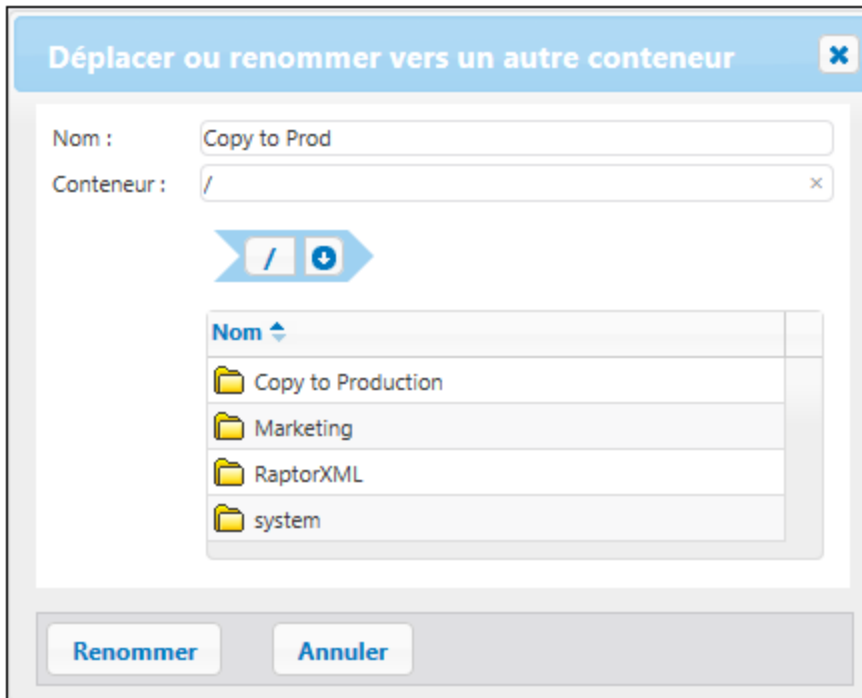 Déplacer ou renommer vers un autre conteneur
Nom : Copy to Prod
Conteneur : /
/
Nom
Copy to Production
Marketing
RaptorXML
system
Renommer Annuler